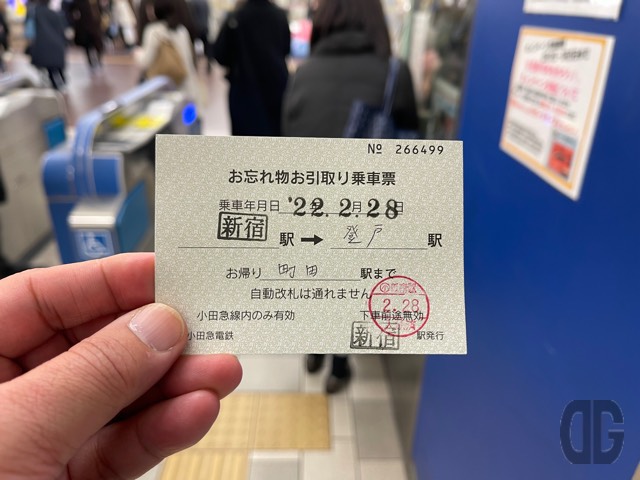 № 266499
お忘れ物お引取り乗車票
乗車年月日 '22.2.28 月 日
新宿 駅 → 登戸 駅
お帰り 町田 駅まで
自動改札は通れません
2.28
小田急線内のみ有効 下車前途無効
小田急電鉄 新宿 駅発行
DG